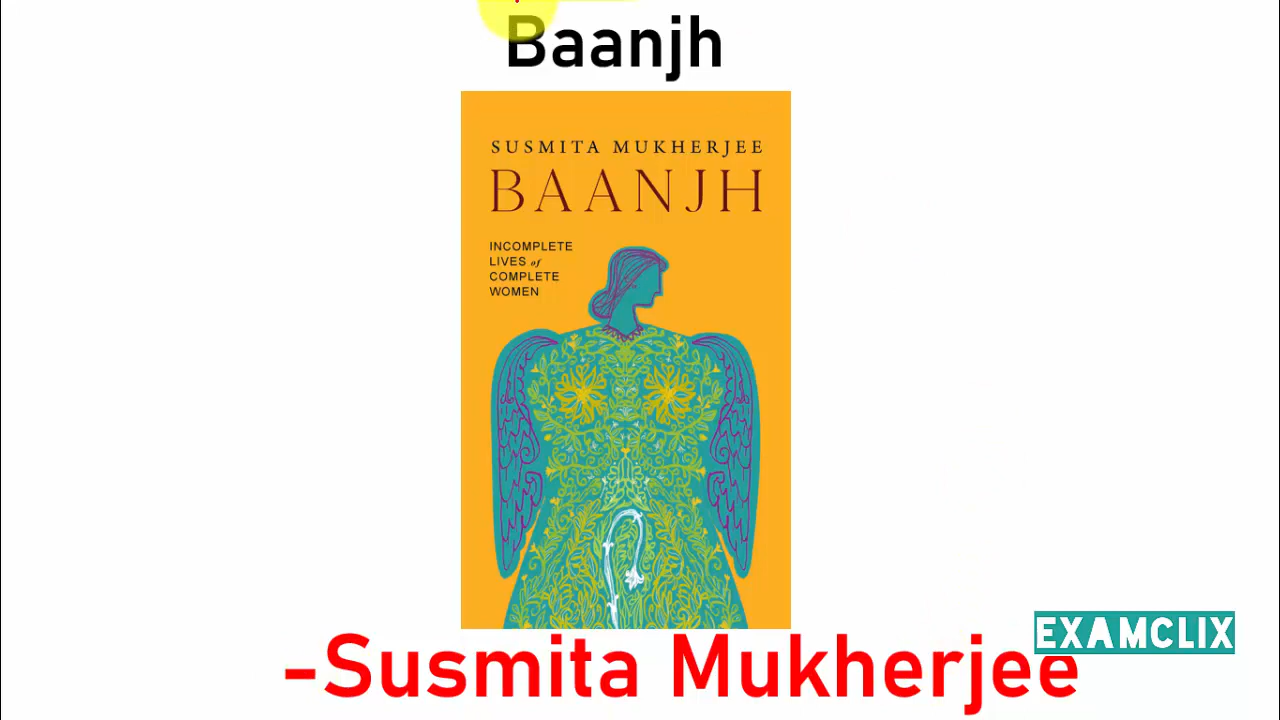 Baanjh
SUSMITA MUKHERJEE
BAANJH
INCOMPLETE
LIVES of
COMPLETE
WOMEN
EXAMCLIX
-Susmita Mukherjee